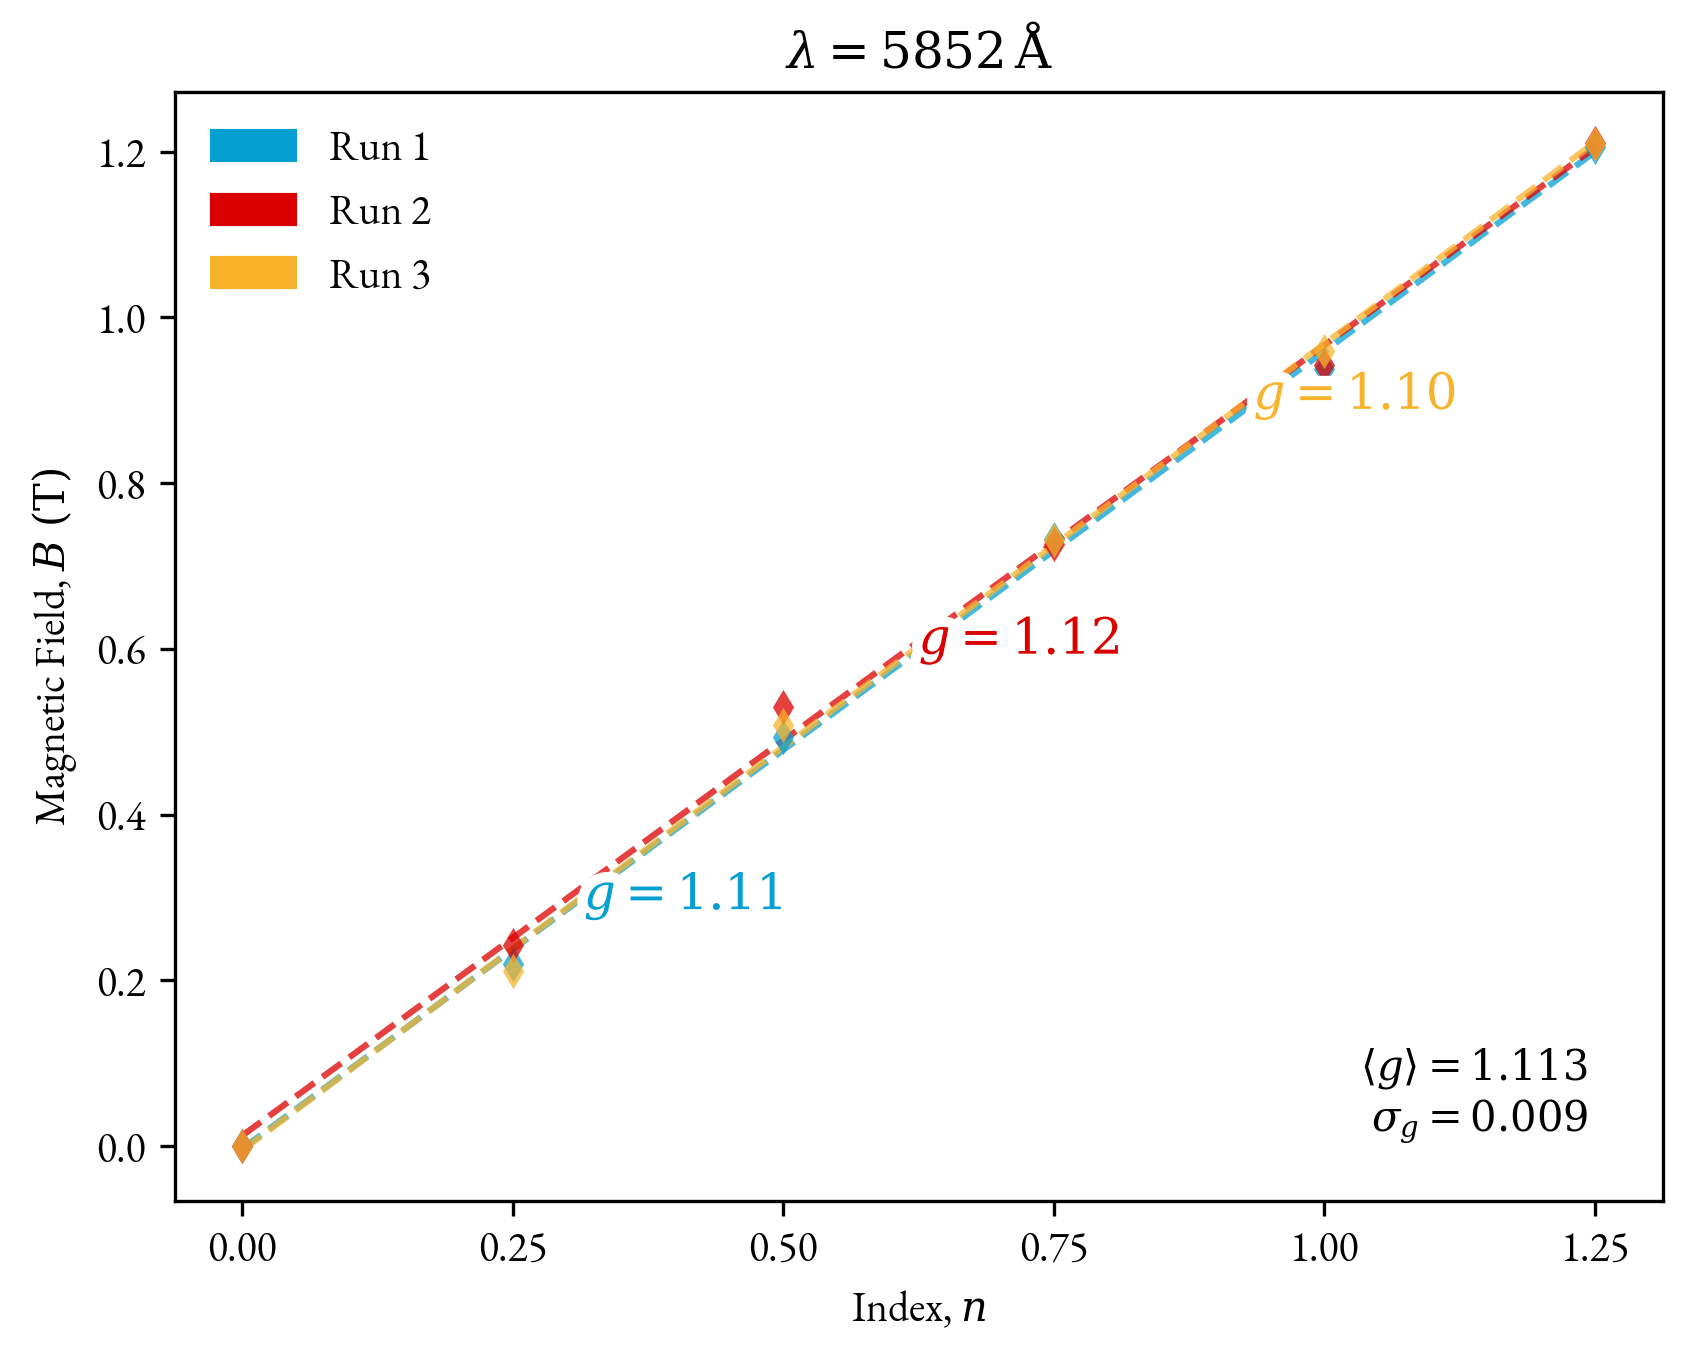 λ = 5852 Å
Run 1
Run 2
Run 3
Magnetic Field, B (T)
1.2
1.0
0.8
0.6
0.4
0.2
0.0
g = 1.10
g = 1.12
g = 1.11
⟨g⟩ = 1.113
σ_g = 0.009
0.00 0.25 0.50 0.75 1.00 1.25
Index, n